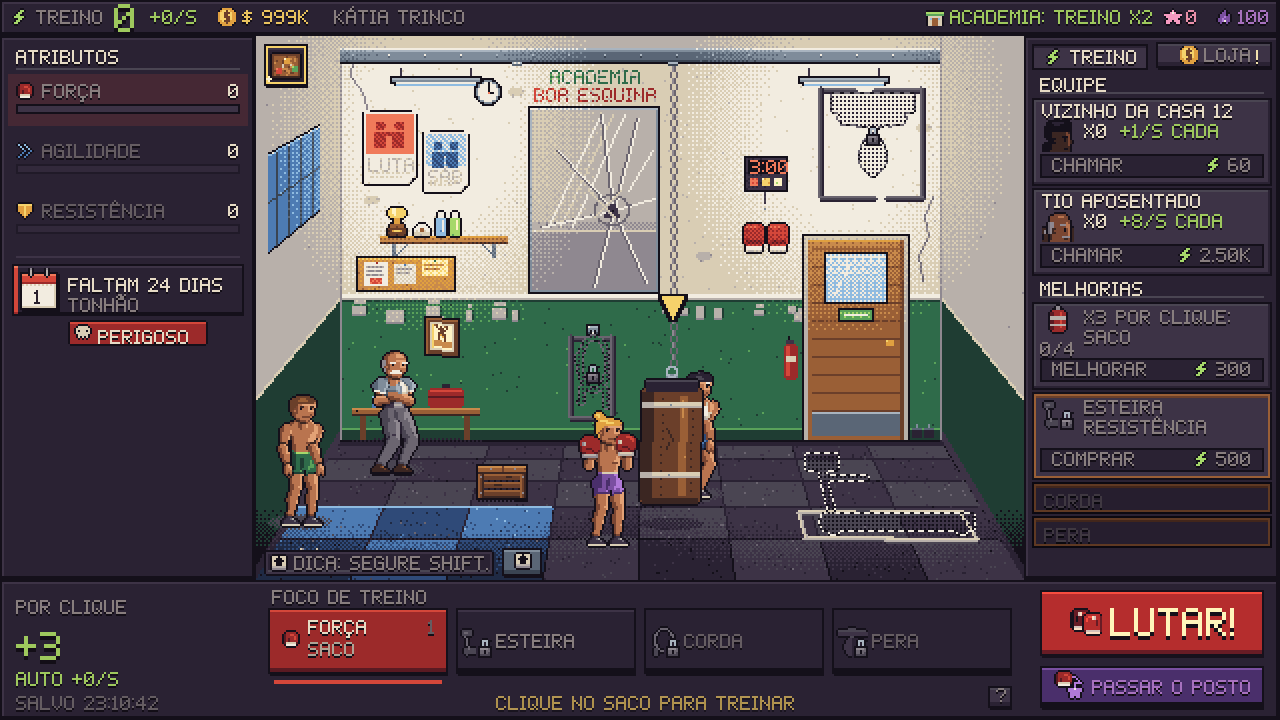 TREINO 0 +0/S $ 999K KÁTIA TRINCO
ACADEMIA: TREINO X2 0 100
ATRIBUTOS
FORÇA 0
AGILIDADE 0
RESISTÊNCIA 0
1
FALTAM 24 DIAS
TONHÃO
PERIGOSO
ACADEMIA
BOA ESQUINA
LUTA
SÁB
3:00
DICA: SEGURE SHIFT.
TREINO
LOJA!
EQUIPE
VIZINHO DA CASA 12
X0 +1/S CADA
CHAMAR 60
TIO APOSENTADO
X0 +8/S CADA
CHAMAR 2.50K
MELHORIAS
X3 POR CLIQUE:
SACO
0/4
MELHORAR 300
ESTEIRA
RESISTÊNCIA
COMPRAR 500
CORDA
PERA
POR CLIQUE
+3
AUTO +0/S
SALVO 23:10:42
FOCO DE TREINO
FORÇA 1
SACO
ESTEIRA
CORDA
PERA
CLIQUE NO SACO PARA TREINAR
?
LUTAR!
PASSAR O POSTO